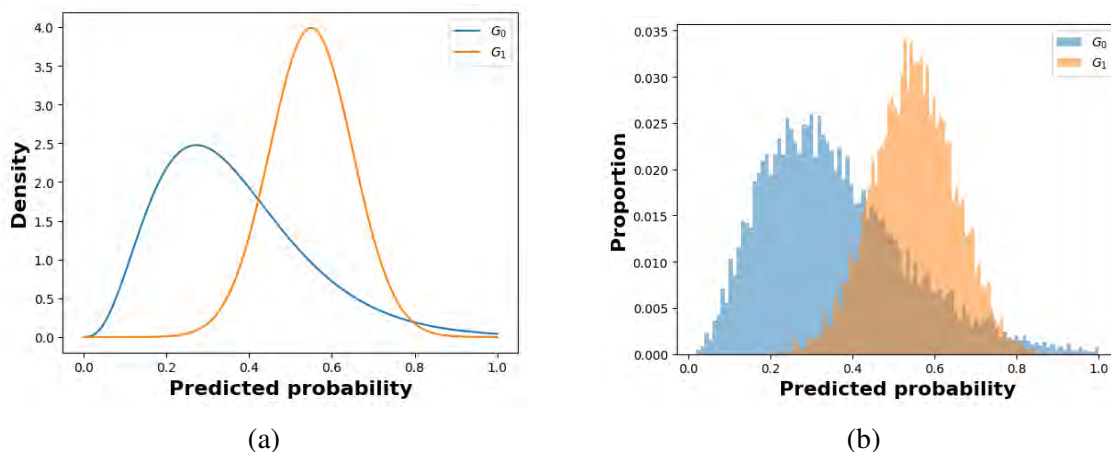 4.0
3.5
3.0
2.5
2.0
1.5
1.0
0.5
0.0
Density
0.0 0.2 0.4 0.6 0.8 1.0
Predicted probability
G₀
G₁
(a)
0.035
0.030
0.025
0.020
0.015
0.010
0.005
0.000
Proportion
0.0 0.2 0.4 0.6 0.8 1.0
Predicted probability
G₀
G₁
(b)